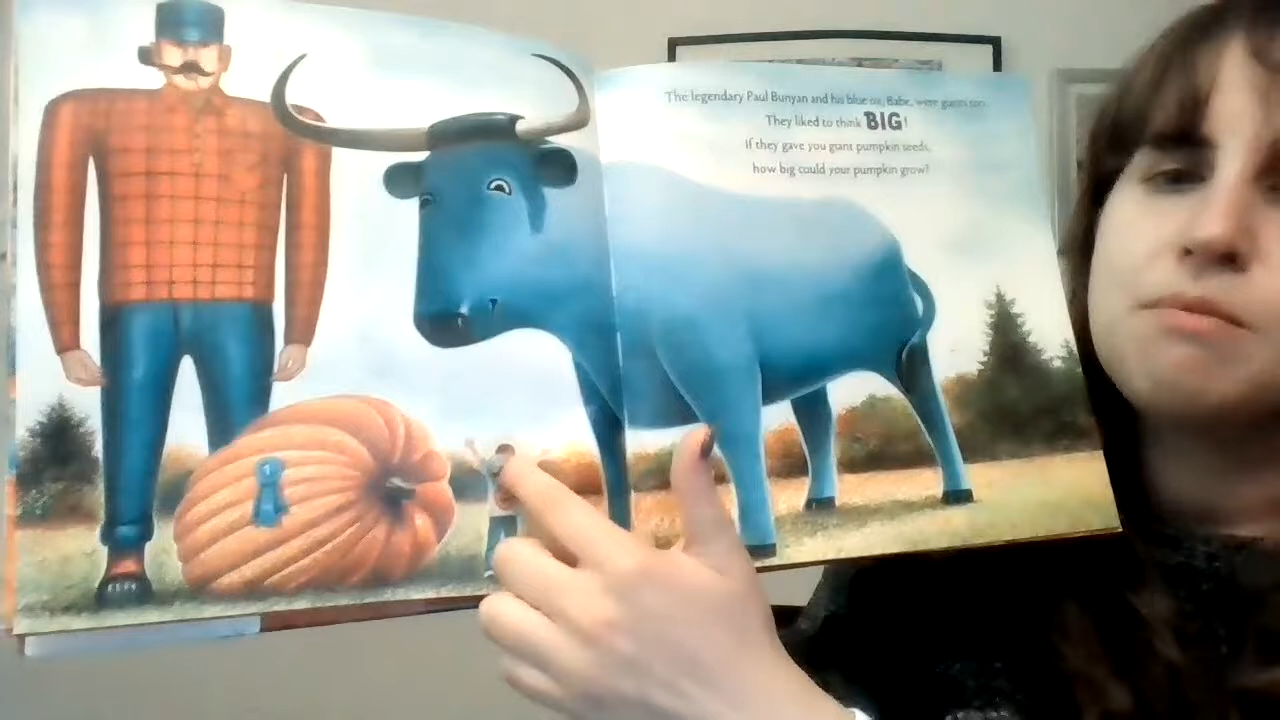 The legendary Paul Bunyan and his blue ox, Babe, were giants too.
They liked to think BIG!
If they gave you giant pumpkin seeds,
how big could your pumpkin grow?
1